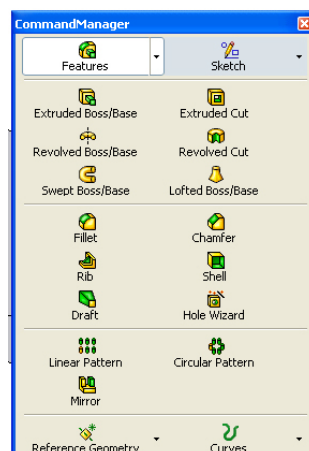 CommandManager
Features Sketch
Extruded Boss/Base Extruded Cut
Revolved Boss/Base Revolved Cut
Swept Boss/Base Lofted Boss/Base
Fillet Chamfer
Rib Shell
Draft Hole Wizard
Linear Pattern Circular Pattern
Mirror
Reference Geometry Curves